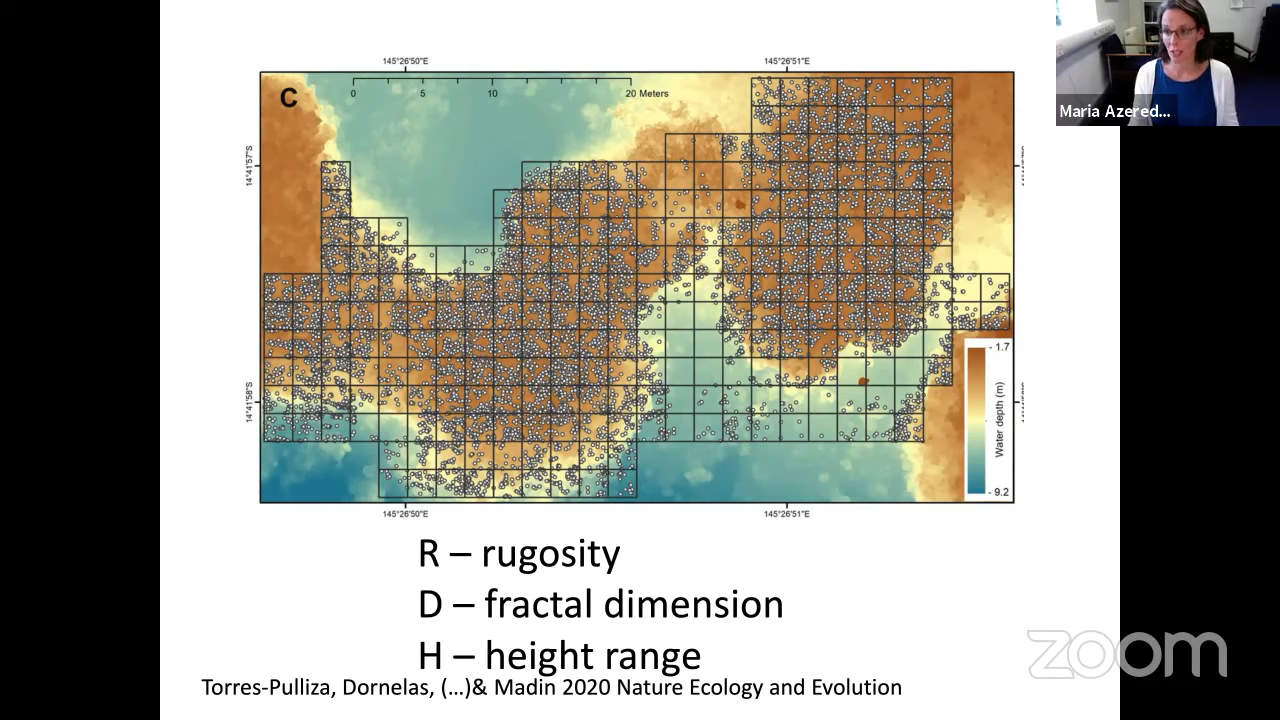 145°26'50"E
145°26'51"E
C
0
5
10
20 Meters
14°41'57"S
14°41'58"S
- 1.7
Water depth (m)
- 9.2
145°26'50"E
145°26'51"E
R – rugosity
D – fractal dimension
H – height range
Torres-Pulliza, Dornelas, (...)& Madin 2020 Nature Ecology and Evolution
Maria Azered...
zoom